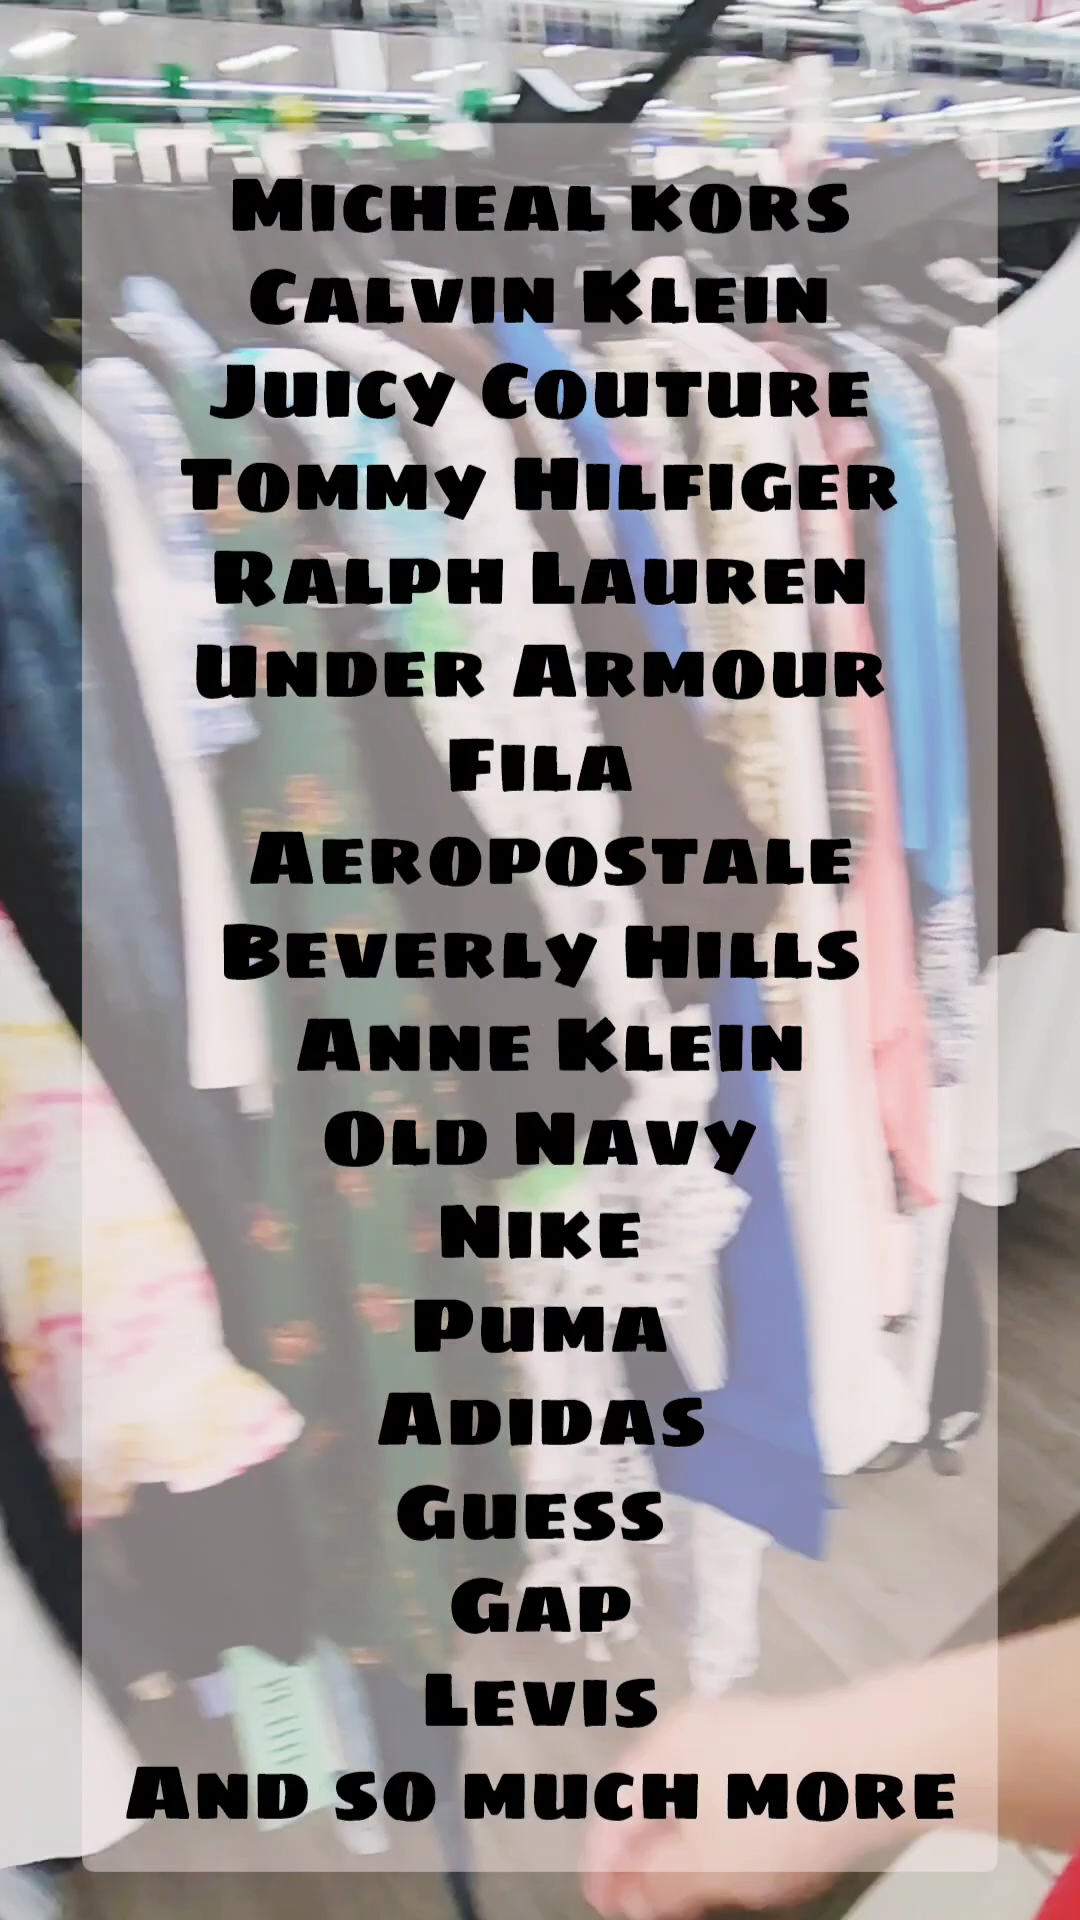 Micheal kors
Calvin Klein
Juicy Couture
Tommy Hilfiger
Ralph Lauren
Under Armour
Fila
Aeropostale
Beverly Hills
Anne Klein
Old Navy
Nike
Puma
Adidas
Guess
Gap
Levis
And so much more